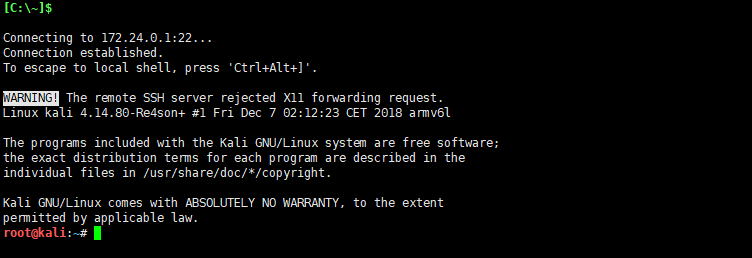 [C:\~]$
Connecting to 172.24.0.1:22...
Connection established.
To escape to local shell, press 'Ctrl+Alt+]'.
WARNING! The remote SSH server rejected X11 forwarding request.
Linux kali 4.14.80-Re4son+ #1 Fri Dec 7 02:12:23 CET 2018 armv6l
The programs included with the Kali GNU/Linux system are free software;
the exact distribution terms for each program are described in the
individual files in /usr/share/doc/*/copyright.
Kali GNU/Linux comes with ABSOLUTELY NO WARRANTY, to the extent
permitted by applicable law.
root@kali:~#